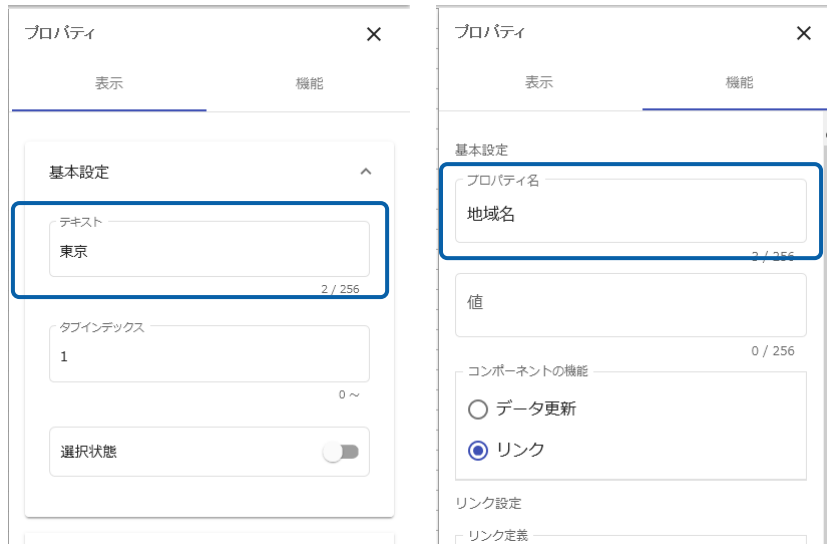 プロパティ
表示
機能
基本設定
テキスト
東京
2 / 256
タブインデックス
1
0 ～
選択状態
プロパティ
表示
機能
基本設定
プロパティ名
地域名
3 / 256
値
0 / 256
コンポーネントの機能
データ更新
リンク
リンク設定
リンク定義